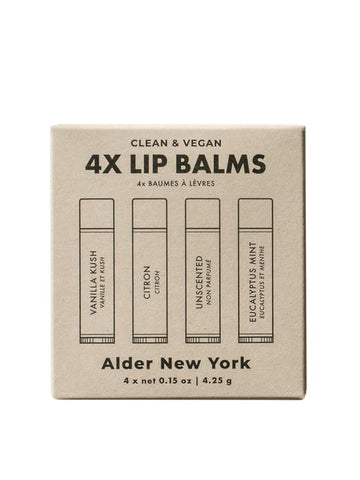 CLEAN & VEGAN
4X LIP BALMS
4x BAUMES À LÈVRES
VANILLA KUSH
VANILLE ET KUSH
CITRON
CITRON
UNSCENTED
NON PARFUMÉ
EUCALYPTUS MINT
EUCALYPTUS ET MENTHE
Alder New York
4 x net 0.15 oz | 4.25 g